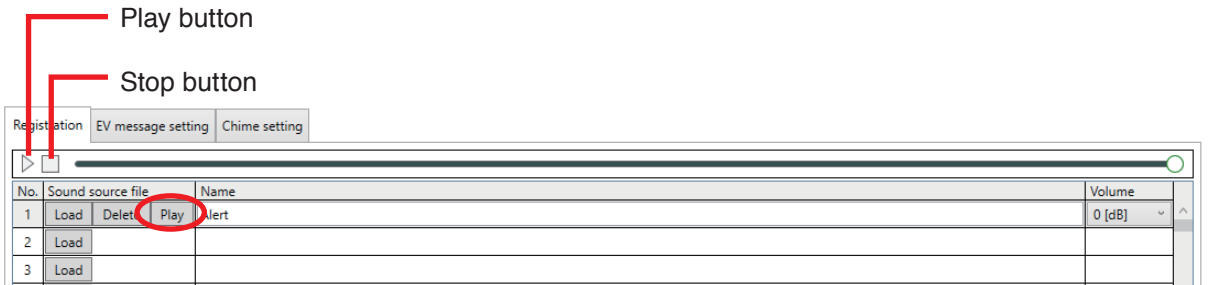 Play button
Stop button
Registration EV message setting Chime setting
No. Sound source file Name Volume
1 Load Delete Play Alert 0 [dB]
2 Load
3 Load